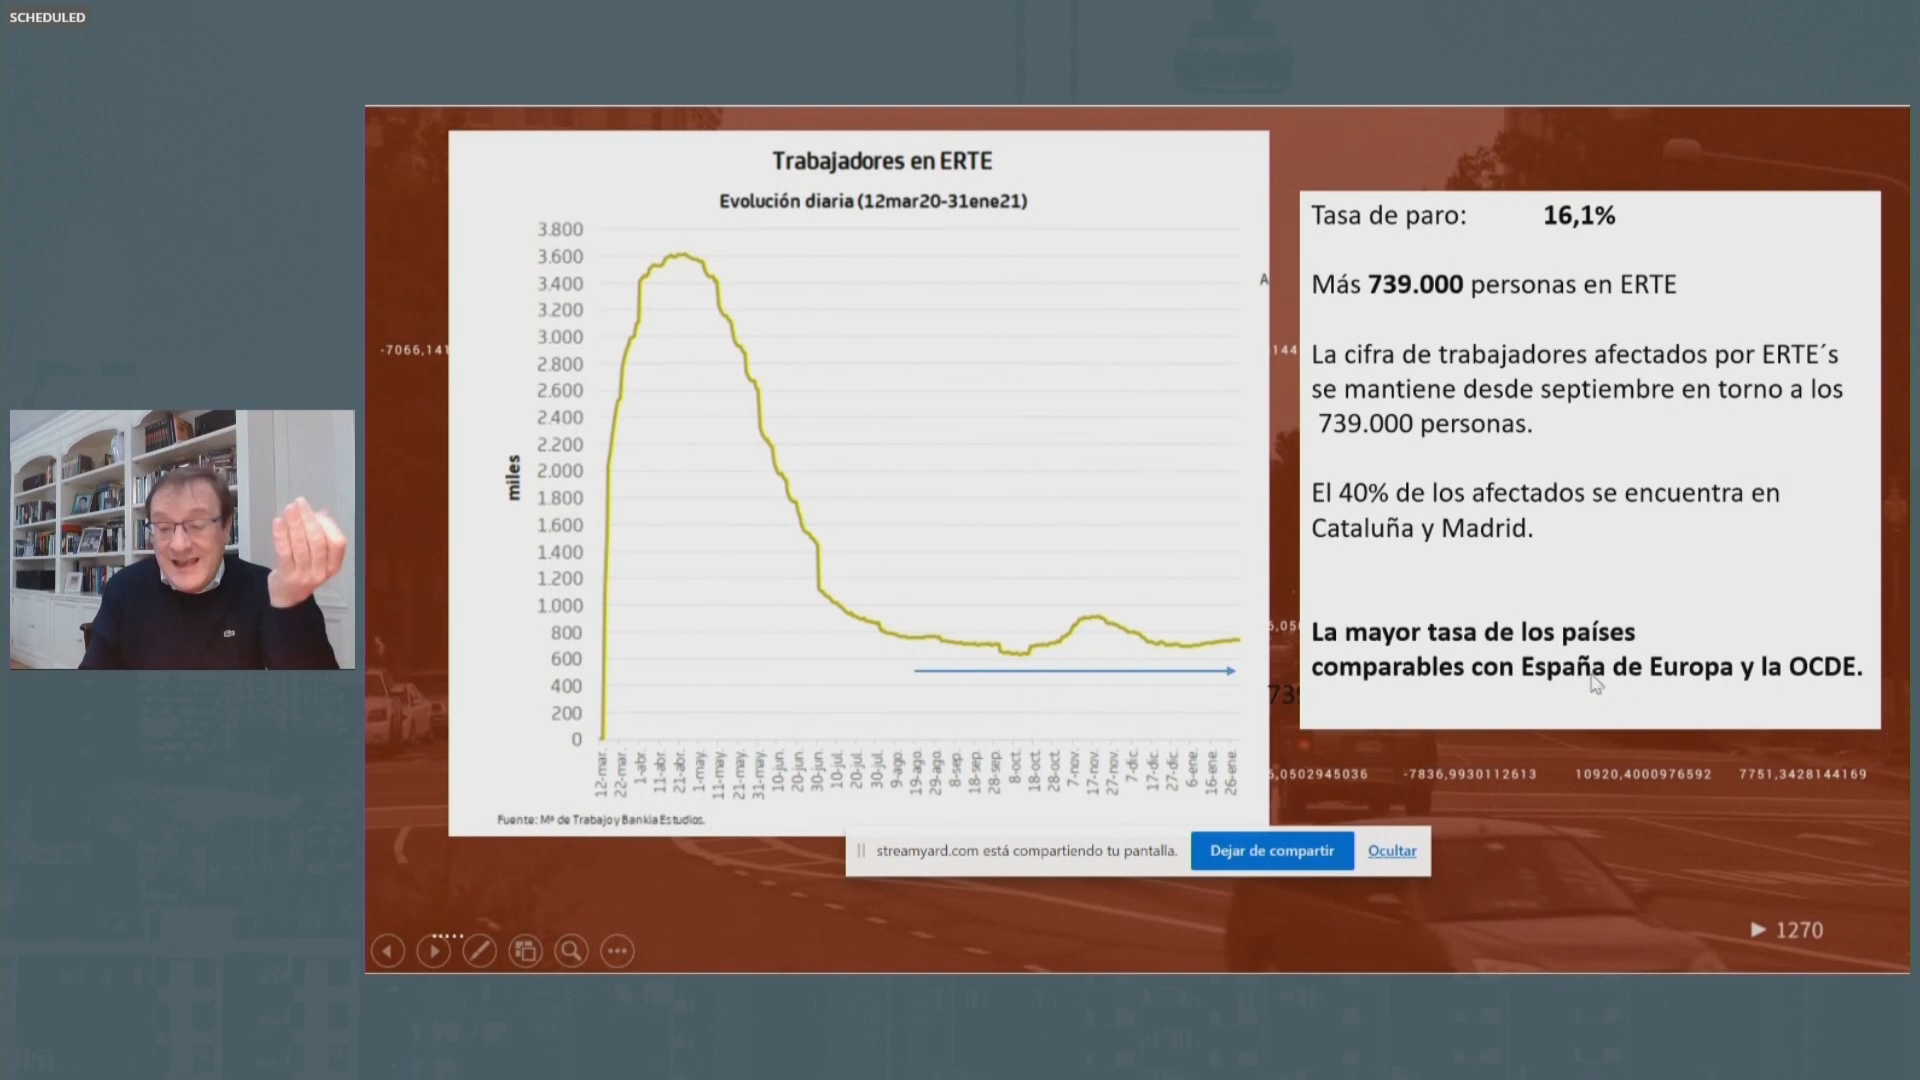 SCHEDULED
Trabajadores en ERTE
Evolución diaria (12mar20-31ene21)
3.800
3.600
3.400
3.200
3.000
2.800
2.600
2.400
2.200
2.000
1.800
1.600
1.400
1.200
1.000
800
600
400
200
0
miles
12-mar.
22-mar.
1-abr.
11-abr.
21-abr.
1-may.
11-may.
21-may.
31-may.
10-jun.
20-jun.
30-jun.
10-jul.
20-jul.
30-jul.
9-ago.
19-ago.
29-ago.
8-sep.
18-sep.
28-sep.
8-oct.
18-oct.
28-oct.
7-nov.
17-nov.
27-nov.
7-dic.
17-dic.
27-dic.
6-ene.
16-ene.
26-ene.
Fuente: Mº de Trabajo y Bankia Estudios.
A
-7066,141
144
5,05
739
Tasa de paro: 16,1%
Más 739.000 personas en ERTE
La cifra de trabajadores afectados por ERTE´s
se mantiene desde septiembre en torno a los
739.000 personas.
El 40% de los afectados se encuentra en
Cataluña y Madrid.
La mayor tasa de los países
comparables con España de Europa y la OCDE.
5,0502945036 -7836,9930112613 10920,4000976592 7751,3428144169
streamyard.com está compartiendo tu pantalla. Dejar de compartir Ocultar
1270